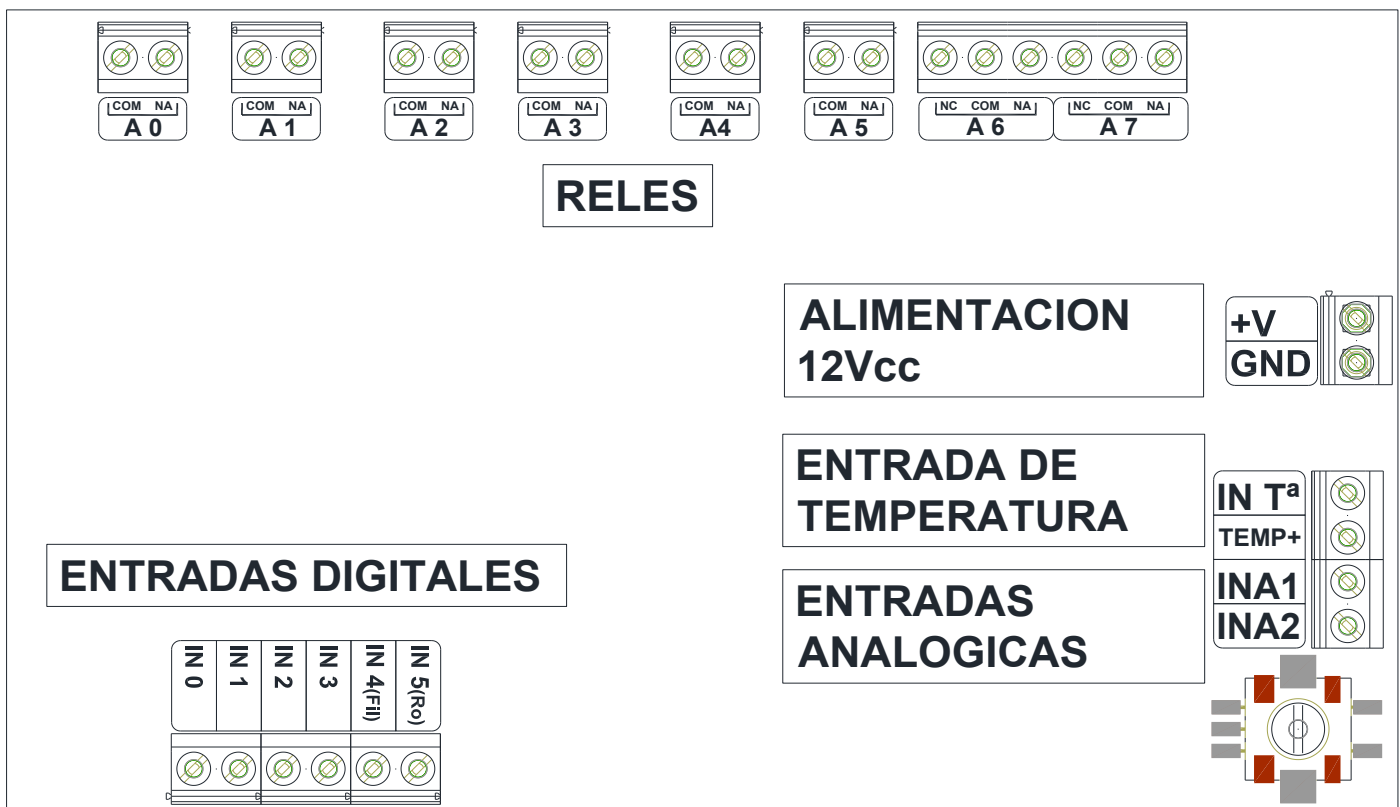 COM NA COM NA COM NA COM NA COM NA COM NA NC COM NA NC COM NA
A 0 A 1 A 2 A 3 A4 A 5 A 6 A 7
RELES
ALIMENTACION
12Vcc
+V
GND
ENTRADA DE
TEMPERATURA
IN Tª
TEMP+
ENTRADAS
ANALOGICAS
INA1
INA2
ENTRADAS DIGITALES
IN 0
IN 1
IN 2
IN 3
IN 4(Fil)
IN 5(Ro)